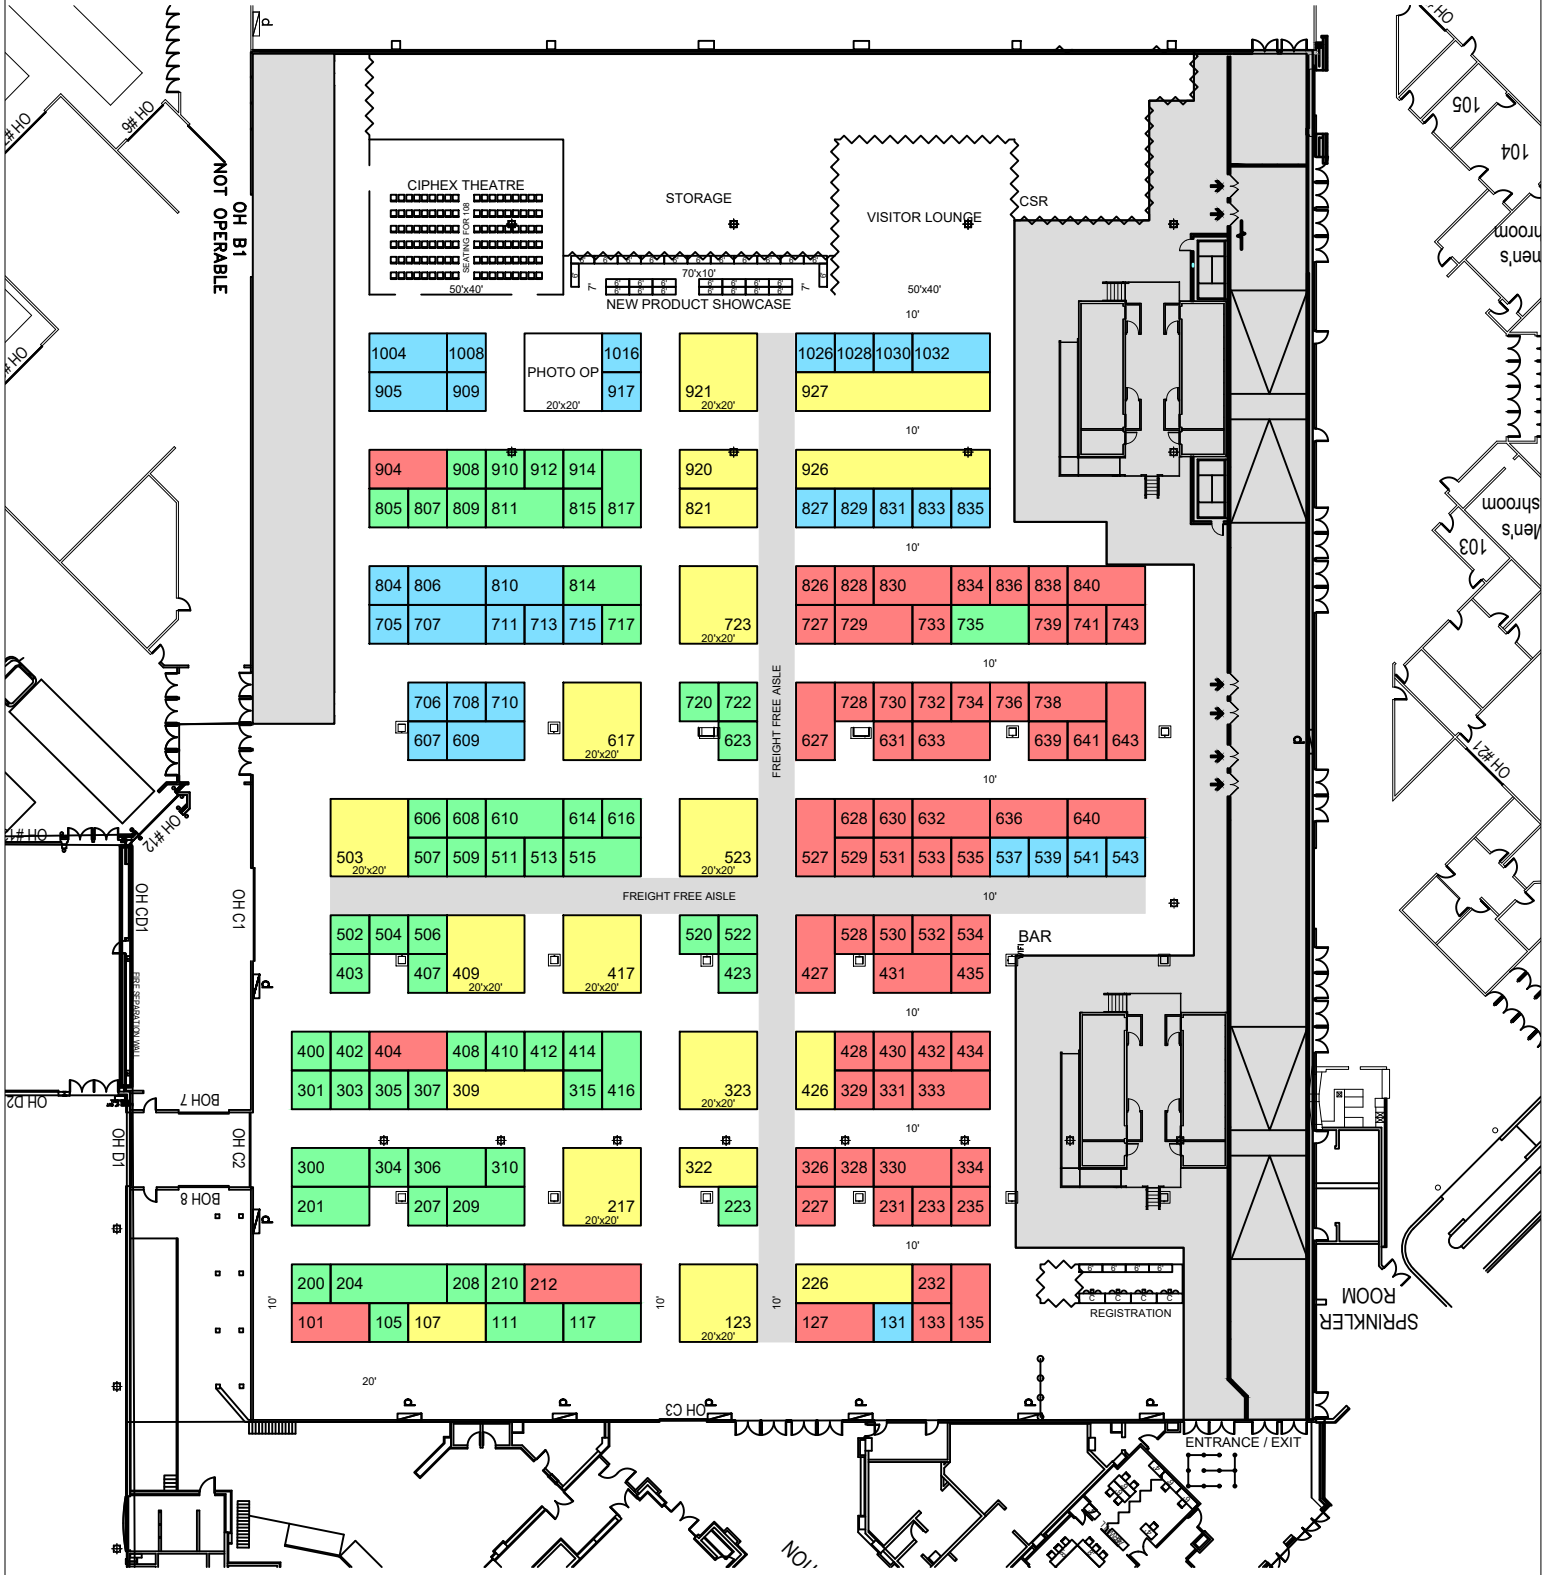 P
OH #6
OH B1
NOT OPERABLE
105
104
CIPHEX THEATRE
SEATING FOR 108
50'x40'
STORAGE
VISITOR LOUNGE
CSR
70'x10'
7'
7'
NEW PRODUCT SHOWCASE
50'x40'
10'
1004 1008 PHOTO OP 1016 1026 1028 1030 1032
905 909 20'x20' 917 921 20'x20' 927
10'
904 908 910 912 914 920 926
805 807 809 811 815 817 821 827 829 831 833 835
103
10'
804 806 810 814 826 828 830 834 836 838 840
705 707 711 713 715 717 723 20'x20' 727 729 733 735 739 741 743
10'
706 708 710 720 722 728 730 732 734 736 738
607 609 617 20'x20' 623 627 631 633 639 641 643
FREIGHT FREE AISLE
OH #21
10'
606 608 610 614 616 628 630 632 636 640
503 20'x20' 507 509 511 513 515 523 20'x20' 527 529 531 533 535 537 539 541 543
OH #12
OH CD1
OH C1
FREIGHT FREE AISLE
10'
502 504 506 520 522 528 530 532 534 BAR
403 407 409 20'x20' 417 20'x20' 423 427 431 435
P
FIRE SEPARATION WALL
10'
400 402 404 408 410 412 414 428 430 432 434
301 303 305 307 309 315 416 323 20'x20' 426 329 331 333
OH D2
BOH 7
10'
OH D1
OH C2
300 304 306 310 322 326 328 330 334
201 207 209 217 20'x20' 223 227 231 233 235
BOH 8
P
10'
200 204 208 210 212 226 232
101 105 107 111 117 123 20'x20' 127 131 133 135
10'
10'
10'
6' 6' 6' 6'
C C C C
REGISTRATION
SPRINKLER
ROOM
20'
P P P P P P
OH C3
ENTRANCE / EXIT